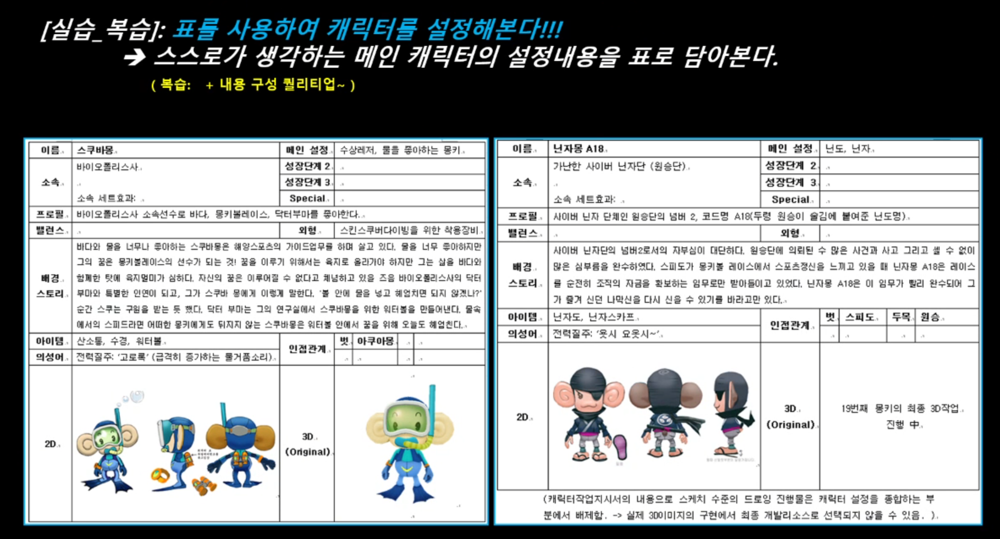 [실습_복습]: 표를 사용하여 캐릭터를 설정해본다!!!
➔ 스스로가 생각하는 메인 캐릭터의 설정내용을 표로 담아본다.
( 복습: + 내용 구성 퀄리티업~ )
이름 스쿠바몽 메인 설정 수상레저, 물을 좋아하는 몽키
소속 바이오폴리스사
소속 세트효과:
성장단계 2
성장단계 3
Special
프로필 바이오폴리스사 소속선수로 바다, 몽키볼레이스, 닥터부마를 좋아한다.
밸런스 외형 스킨스쿠버다이빙을 위한 착용장비
배경
스토리
바다와 물을 너무나 좋아하는 스쿠바몽은 해양스포츠의 가이드업무를 하며 살고 있다. 물을 너무 좋아하지만
그의 꿈은 몽키볼레이스의 선수가 되는 것! 꿈을 이루기 위해서는 육지로 올라가야 하지만 그는 삶을 바다와
함께한 탓에 육지멀미가 심하다. 자신의 꿈은 이루어질 수 없다고 체념하고 있을 즈음 바이오폴리스사의 닥터
부마와 특별한 인연이 되고, 그가 스쿠바 몽에게 이렇게 말한다. '볼 안에 물을 넣고 헤엄치면 되지 않겠나?'
순간 스쿠는 구원을 받는 듯 했다. 닥터 부마는 그의 연구실에서 스쿠바몽을 위한 워터볼을 만들어낸다. 물속
에서의 스피드라면 어떠한 몽키에게도 뒤지지 않는 스쿠바몽은 워터볼 안에서 꿈을 위해 오늘도 헤엄친다.
아이템 산소통, 수경, 워터볼
의성어 전력질주: '고로록' (급격히 증가하는 물거품소리)
인접관계 벗 아쿠아몽
2D
3D
(Original)
이름 닌자몽 A18 메인 설정 닌도, 닌자
소속 가난한 사이버 닌자단 (원승단)
소속 세트효과:
성장단계 2
성장단계 3
Special
프로필 사이버 닌자 단체인 원승단의 넘버 2, 코드명 A18(두령 원승이 술김에 붙여준 닌도명)
밸런스 외형
배경
스토리
사이버 닌자단의 넘버2로서의 자부심이 대단하다. 원승단에 의뢰된 수 많은 사건과 사고 그리고 셀 수 없이
많은 심부름을 완수하였다. 스피도가 몽키볼 레이스에서 스포츠정신을 느끼고 있을 때 닌자몽 A18은 레이스
를 순전히 조직의 자금을 확보하는 임무로만 받아들이고 있었다. 닌자몽 A18은 이 임무가 빨리 완수되어 그
가 즐겨 신던 나막신을 다시 신을 수 있기를 바라고만 있다.
아이템 닌자도, 닌자스카프
의성어 전력질주: '욧시 요옷시~'
인접관계 벗 스피도 두목 원승
2D
3D
(Original)
19번째 몽키의 최종 3D작업
진행 中
(캐릭터작업지시서의 내용으로 스케치 수준의 드로잉 진행물은 캐릭터 설정을 종합하는 부
분에서 배제함. -> 실제 3D이미지의 구현에서 최종 개발리소스로 선택되지 않을 수 있음. )